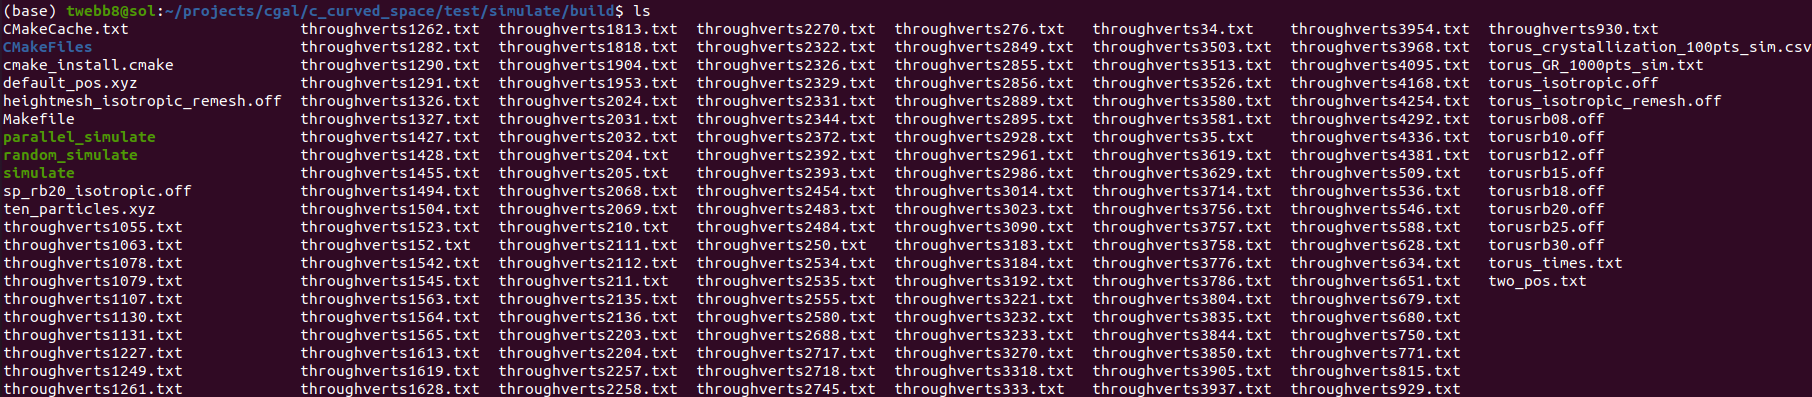 (base) twebb8@sol:~/projects/cgal/c_curved_space/test/simulate/build$ ls
CMakeCache.txt throughverts1262.txt throughverts1813.txt throughverts2270.txt throughverts276.txt throughverts34.txt throughverts3954.txt throughverts930.txt
CMakeFiles throughverts1282.txt throughverts1818.txt throughverts2322.txt throughverts2849.txt throughverts3503.txt throughverts3968.txt torus_crystallization_100pts_sim.csv
cmake_install.cmake throughverts1290.txt throughverts1904.txt throughverts2326.txt throughverts2855.txt throughverts3513.txt throughverts4095.txt torus_GR_1000pts_sim.txt
default_pos.xyz throughverts1291.txt throughverts1953.txt throughverts2329.txt throughverts2856.txt throughverts3526.txt throughverts4168.txt torus_isotropic.off
heightmesh_isotropic_remesh.off throughverts1326.txt throughverts2024.txt throughverts2331.txt throughverts2889.txt throughverts3580.txt throughverts4254.txt torus_isotropic_remesh.off
Makefile throughverts1327.txt throughverts2031.txt throughverts2344.txt throughverts2895.txt throughverts3581.txt throughverts4292.txt torusrb08.off
parallel_simulate throughverts1427.txt throughverts2032.txt throughverts2372.txt throughverts2928.txt throughverts35.txt throughverts4336.txt torusrb10.off
random_simulate throughverts1428.txt throughverts204.txt throughverts2392.txt throughverts2961.txt throughverts3619.txt throughverts4381.txt torusrb12.off
simulate throughverts1455.txt throughverts205.txt throughverts2393.txt throughverts2986.txt throughverts3629.txt throughverts509.txt torusrb15.off
sp_rb20_isotropic.off throughverts1494.txt throughverts2068.txt throughverts2454.txt throughverts3014.txt throughverts3714.txt throughverts536.txt torusrb18.off
ten_particles.xyz throughverts1504.txt throughverts2069.txt throughverts2483.txt throughverts3023.txt throughverts3756.txt throughverts546.txt torusrb20.off
throughverts1055.txt throughverts1523.txt throughverts210.txt throughverts2484.txt throughverts3090.txt throughverts3757.txt throughverts588.txt torusrb25.off
throughverts1063.txt throughverts152.txt throughverts2111.txt throughverts250.txt throughverts3183.txt throughverts3758.txt throughverts628.txt torusrb30.off
throughverts1078.txt throughverts1542.txt throughverts2112.txt throughverts2534.txt throughverts3184.txt throughverts3776.txt throughverts634.txt torus_times.txt
throughverts1079.txt throughverts1545.txt throughverts211.txt throughverts2535.txt throughverts3192.txt throughverts3786.txt throughverts651.txt two_pos.txt
throughverts1107.txt throughverts1563.txt throughverts2135.txt throughverts2555.txt throughverts3221.txt throughverts3804.txt throughverts679.txt
throughverts1130.txt throughverts1564.txt throughverts2136.txt throughverts2580.txt throughverts3232.txt throughverts3835.txt throughverts680.txt
throughverts1131.txt throughverts1565.txt throughverts2203.txt throughverts2688.txt throughverts3233.txt throughverts3844.txt throughverts750.txt
throughverts1227.txt throughverts1613.txt throughverts2204.txt throughverts2717.txt throughverts3270.txt throughverts3850.txt throughverts771.txt
throughverts1249.txt throughverts1619.txt throughverts2257.txt throughverts2718.txt throughverts3318.txt throughverts3905.txt throughverts815.txt
throughverts1261.txt throughverts1628.txt throughverts2258.txt throughverts2745.txt throughverts333.txt throughverts3937.txt throughverts929.txt